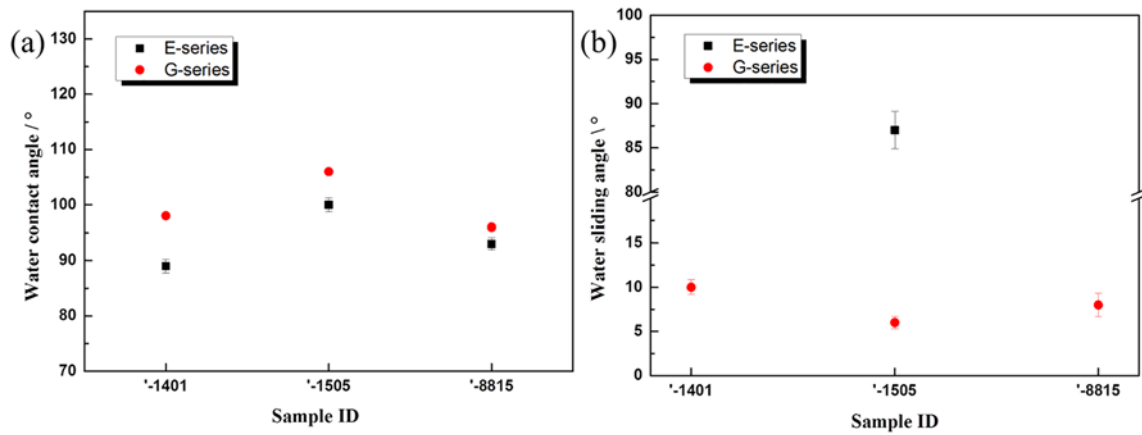 (a)
E-series
G-series
Water contact angle / °
130
120
110
100
90
80
70
'-1401
'-1505
'-8815
Sample ID
(b)
E-series
G-series
Water sliding angle \ °
100
95
90
85
80
15
10
5
0
'-1401
'-1505
'-8815
Sample ID